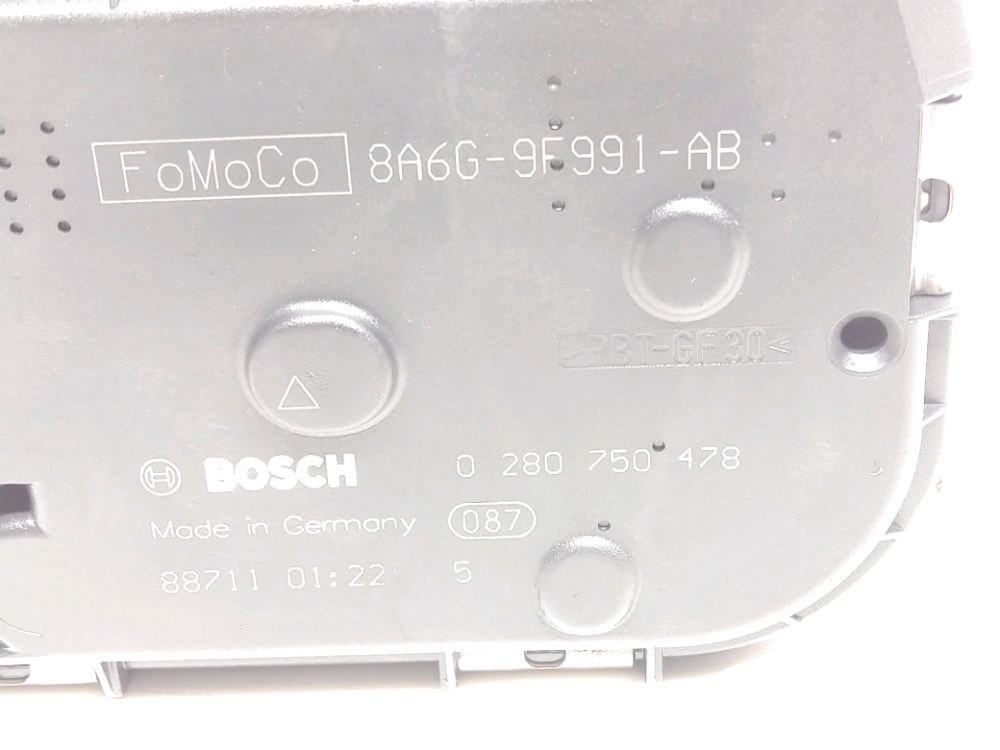 FoMoCo 8A6G-9F991-AB
>PBT-GF30<
BOSCH 0 280 750 478
Made in Germany 087
88711 01:22 5